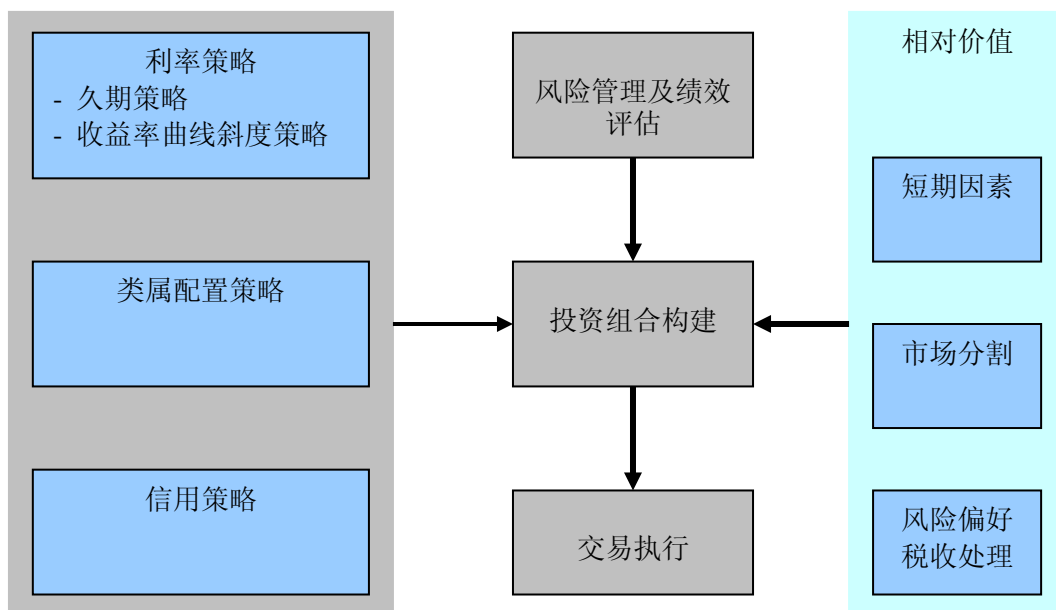 利率策略
- 久期策略
- 收益率曲线斜度策略
类属配置策略
信用策略
风险管理及绩效
评估
投资组合构建
交易执行
相对价值
短期因素
市场分割
风险偏好
税收处理